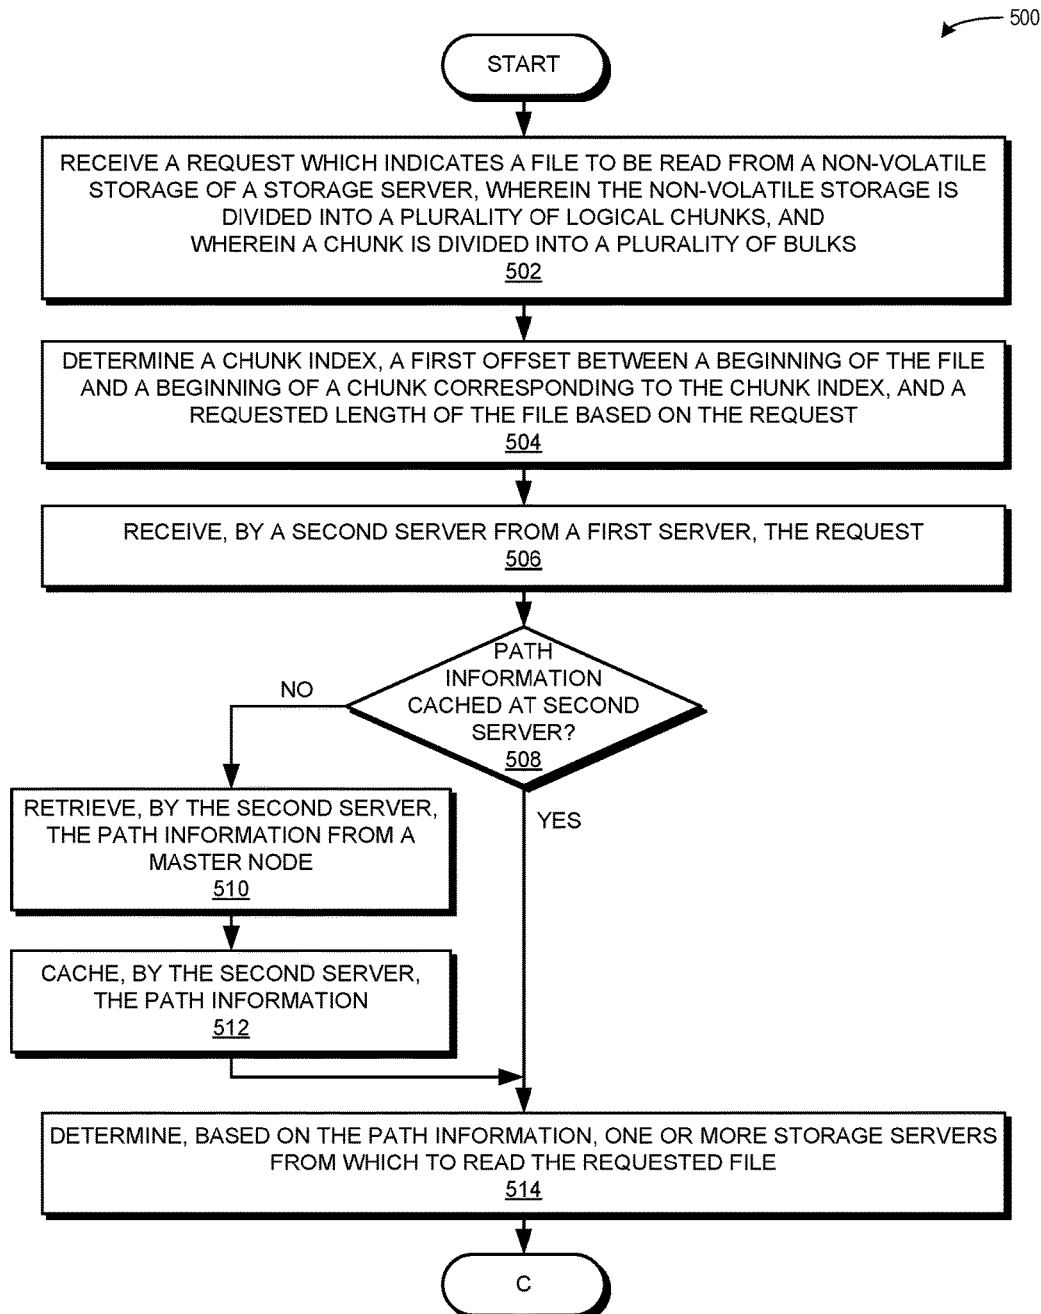 500
START
RECEIVE A REQUEST WHICH INDICATES A FILE TO BE READ FROM A NON-VOLATILE
STORAGE OF A STORAGE SERVER, WHEREIN THE NON-VOLATILE STORAGE IS
DIVIDED INTO A PLURALITY OF LOGICAL CHUNKS, AND
WHEREIN A CHUNK IS DIVIDED INTO A PLURALITY OF BULKS
502
DETERMINE A CHUNK INDEX, A FIRST OFFSET BETWEEN A BEGINNING OF THE FILE
AND A BEGINNING OF A CHUNK CORRESPONDING TO THE CHUNK INDEX, AND A
REQUESTED LENGTH OF THE FILE BASED ON THE REQUEST
504
RECEIVE, BY A SECOND SERVER FROM A FIRST SERVER, THE REQUEST
506
PATH
INFORMATION
CACHED AT SECOND
SERVER?
508
NO
YES
RETRIEVE, BY THE SECOND SERVER,
THE PATH INFORMATION FROM A
MASTER NODE
510
CACHE, BY THE SECOND SERVER,
THE PATH INFORMATION
512
DETERMINE, BASED ON THE PATH INFORMATION, ONE OR MORE STORAGE SERVERS
FROM WHICH TO READ THE REQUESTED FILE
514
C